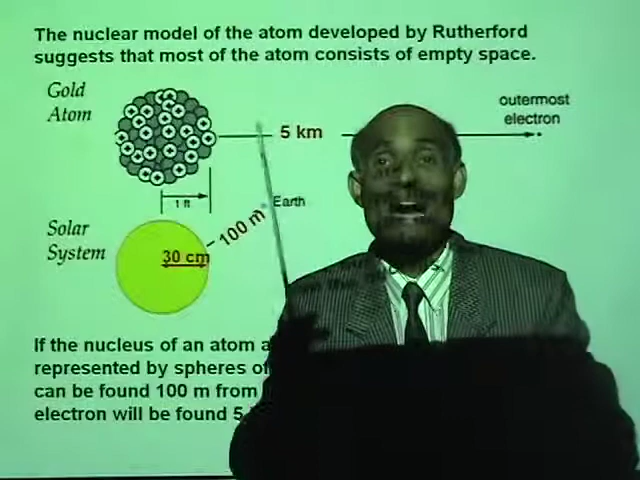 The nuclear model of the atom developed by Rutherford
suggests that most of the atom consists of empty space.
Gold
Atom
outermost
electron
5 km
1 ft
Earth
100 m
Solar
System
30 cm
If the nucleus of an atom a
represented by spheres of
can be found 100 m from
electron will be found 5